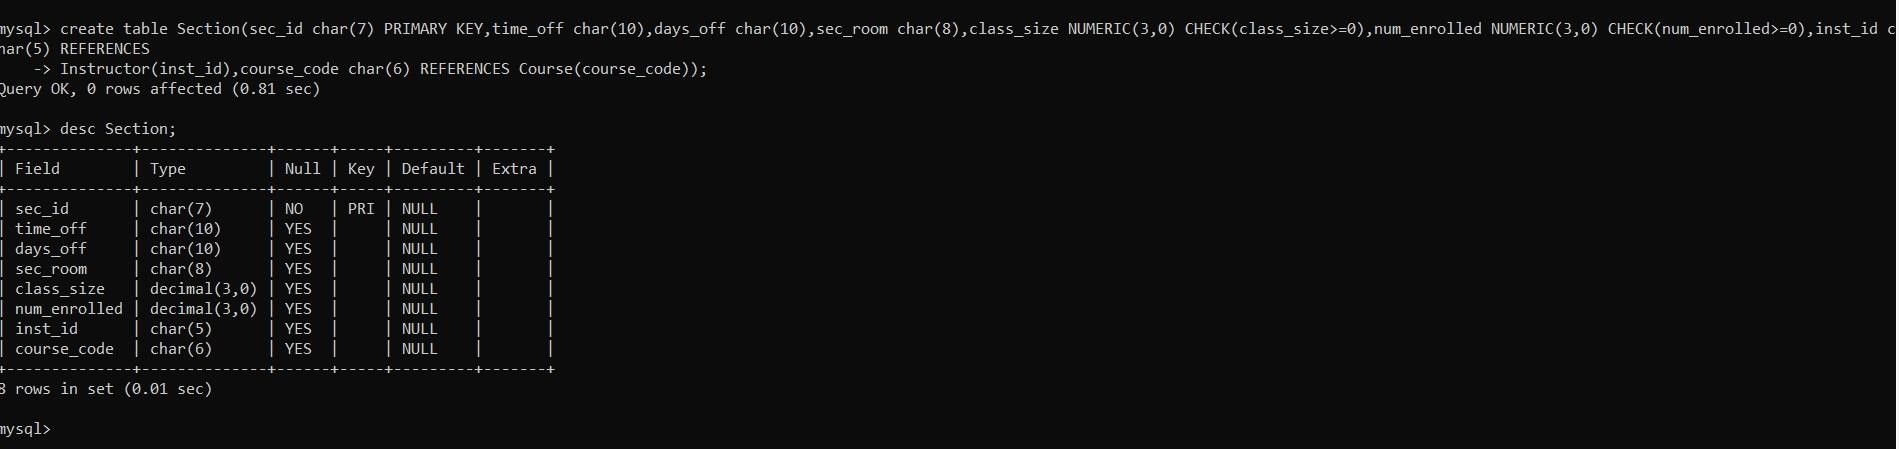 mysql> create table Section(sec_id char(7) PRIMARY KEY,time_off char(10),days_off char(10),sec_room char(8),class_size NUMERIC(3,0) CHECK(class_size>=0),num_enrolled NUMERIC(3,0) CHECK(num_enrolled>=0),inst_id c
har(5) REFERENCES
    -> Instructor(inst_id),course_code char(6) REFERENCES Course(course_code));
Query OK, 0 rows affected (0.81 sec)

mysql> desc Section;
+--------------+--------------+------+-----+---------+-------+
| Field        | Type         | Null | Key | Default | Extra |
+--------------+--------------+------+-----+---------+-------+
| sec_id       | char(7)      | NO   | PRI | NULL    |       |
| time_off     | char(10)     | YES  |     | NULL    |       |
| days_off     | char(10)     | YES  |     | NULL    |       |
| sec_room     | char(8)      | YES  |     | NULL    |       |
| class_size   | decimal(3,0) | YES  |     | NULL    |       |
| num_enrolled | decimal(3,0) | YES  |     | NULL    |       |
| inst_id      | char(5)      | YES  |     | NULL    |       |
| course_code  | char(6)      | YES  |     | NULL    |       |
+--------------+--------------+------+-----+---------+-------+
8 rows in set (0.01 sec)

mysql>